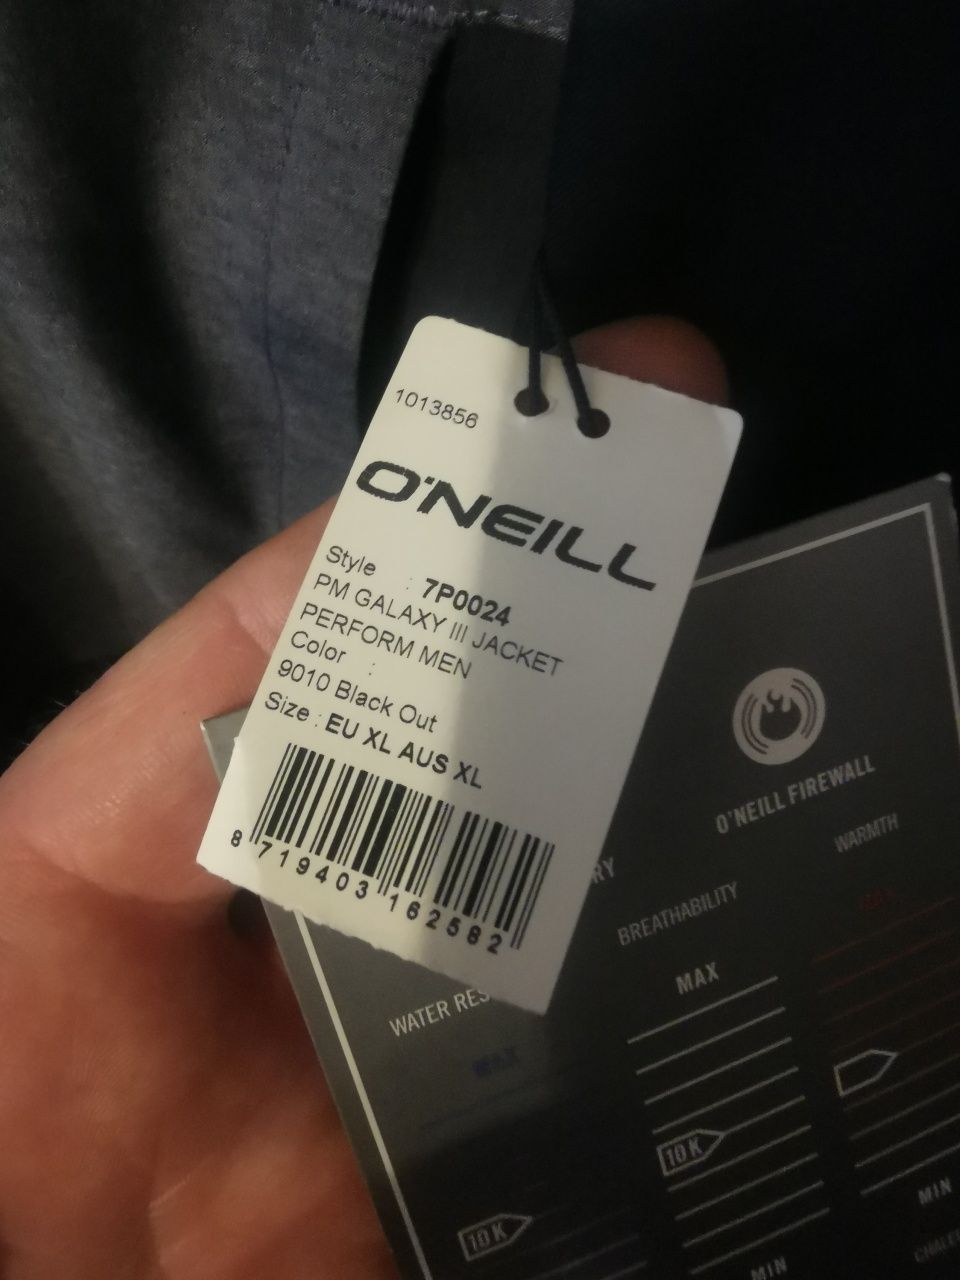 1013856
O'NEILL
Style : 7P0024
PM GALAXY III JACKET
PERFORM MEN
Color :
9010 Black Out
Size : EU XL AUS XL
8 719403 162582
O'NEILL FIREWALL
WARMTH
BREATHABILITY
MAX
WATER
MAX
10K
10K
MIN
MIN